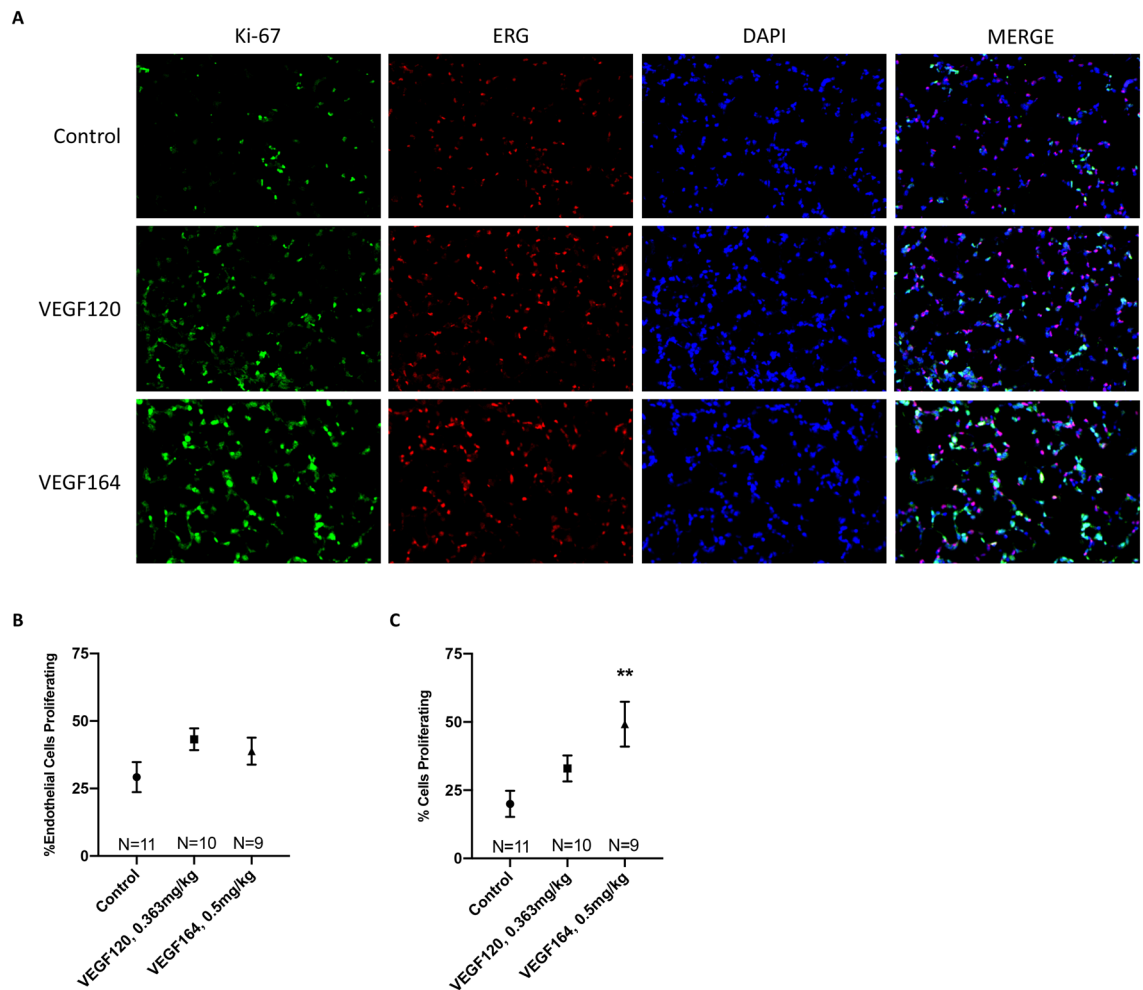 A
Ki-67 ERG DAPI MERGE
Control
VEGF120
VEGF164
B
%Endothelial Cells Proliferating
75
50
25
0
N=11 N=10 N=9
Control
VEGF120, 0.363mg/kg
VEGF164, 0.5mg/kg
C
% Cells Proliferating
75
50
25
0
**
N=11 N=10 N=9
Control
VEGF120, 0.363mg/kg
VEGF164, 0.5mg/kg